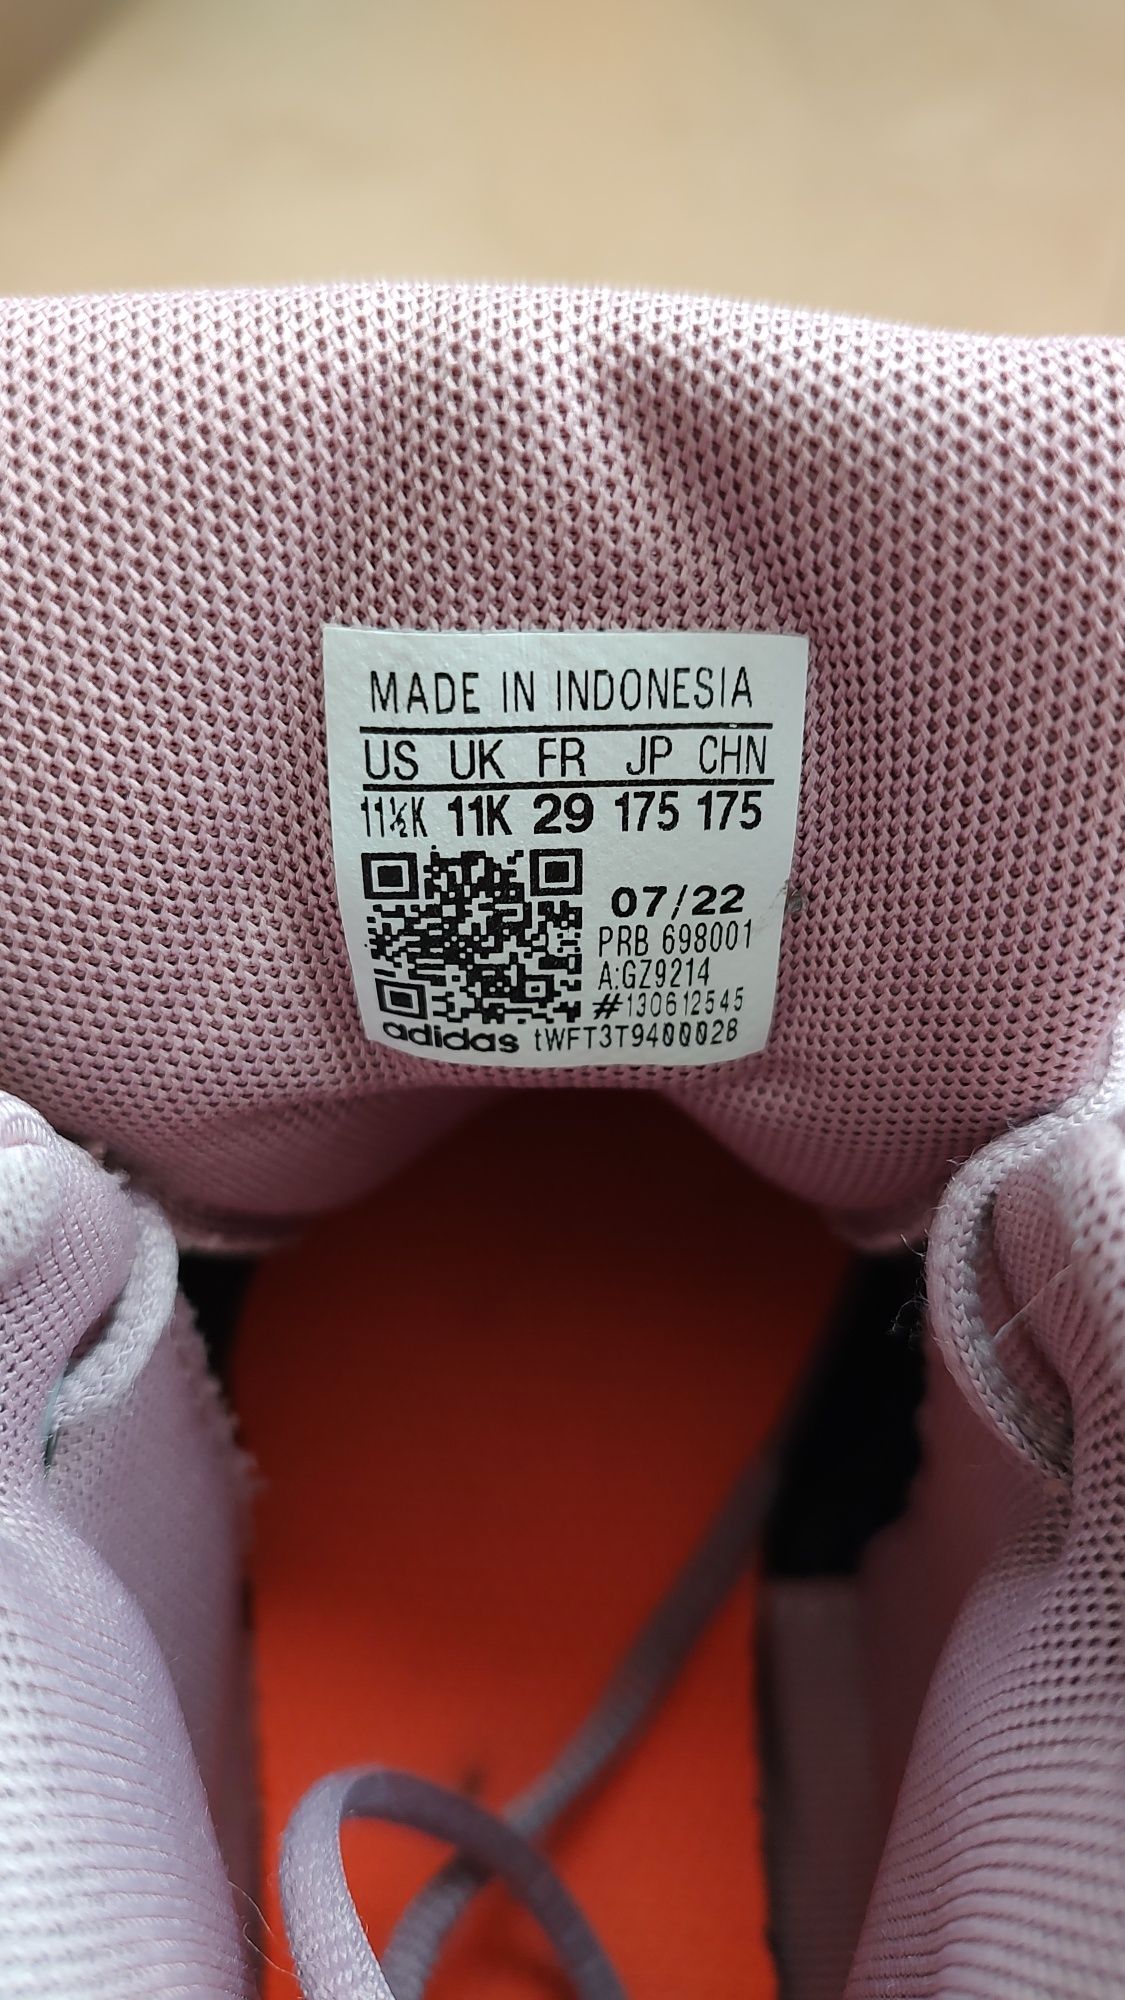 MADE IN INDONESIA
US UK FR JP CHN
11½K 11K 29 175 175
07/22
PRB 698001
A:GZ9214
#130612545
adidas tWFT3T9400028